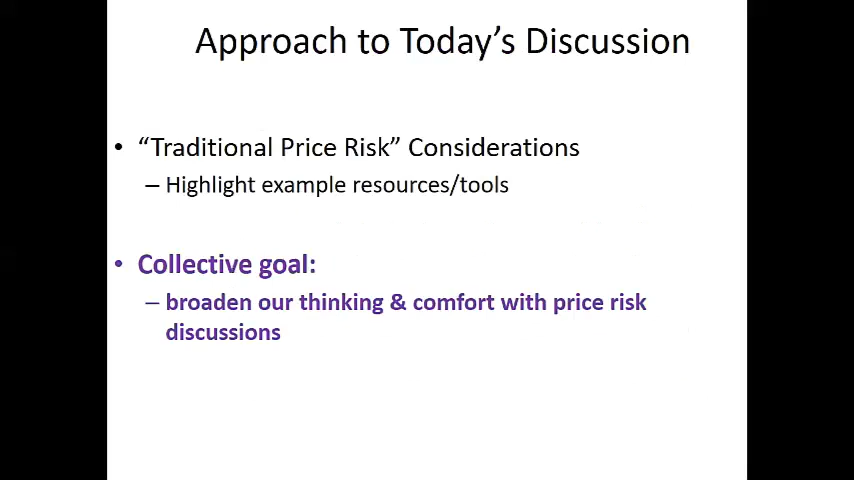 Approach to Today's Discussion
• “Traditional Price Risk” Considerations
– Highlight example resources/tools
• Collective goal:
– broaden our thinking & comfort with price risk
discussions